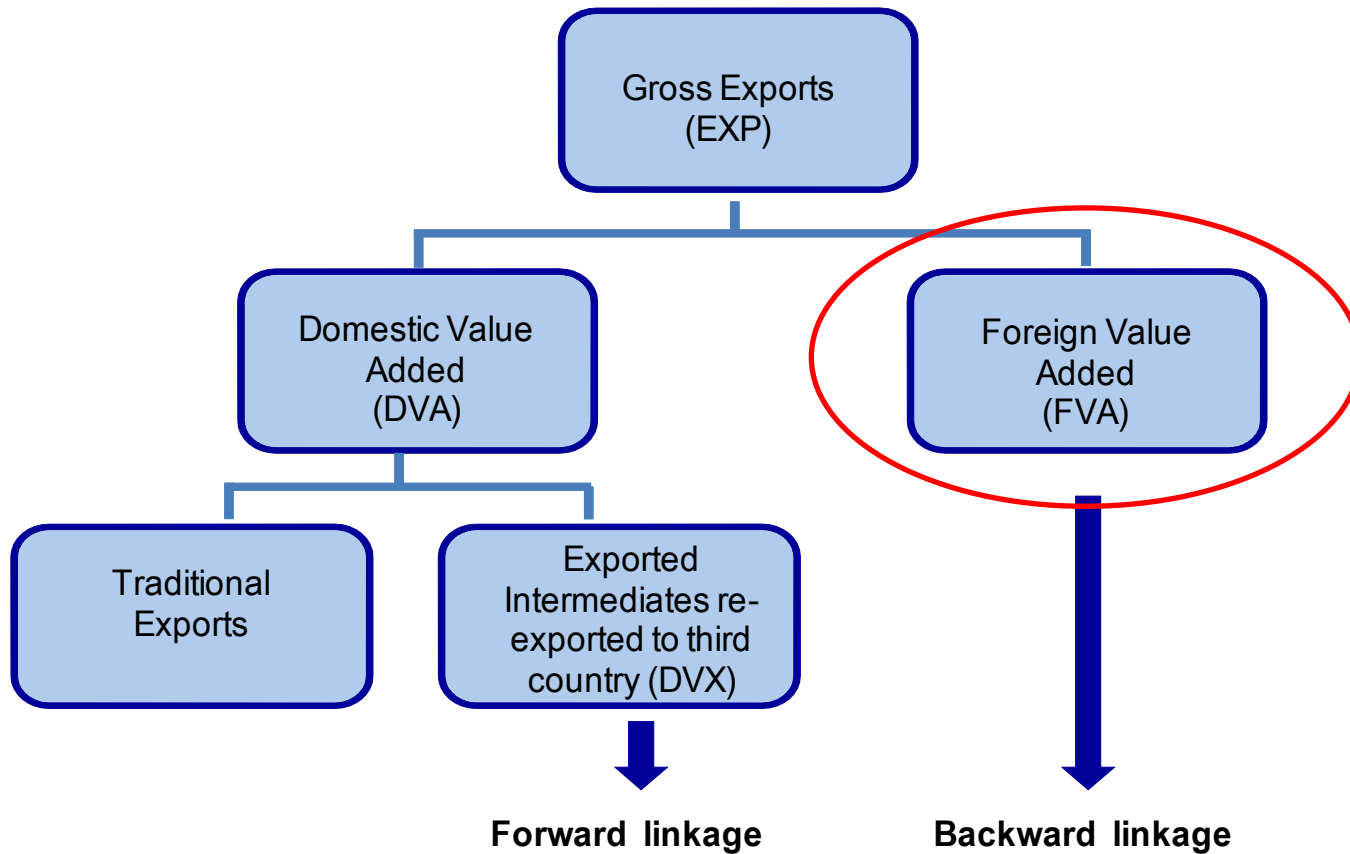 Gross Exports
(EXP)
Domestic Value
Added
(DVA)
Foreign Value
Added
(FVA)
Traditional
Exports
Exported
Intermediates re-
exported to third
country (DVX)
Forward linkage
Backward linkage